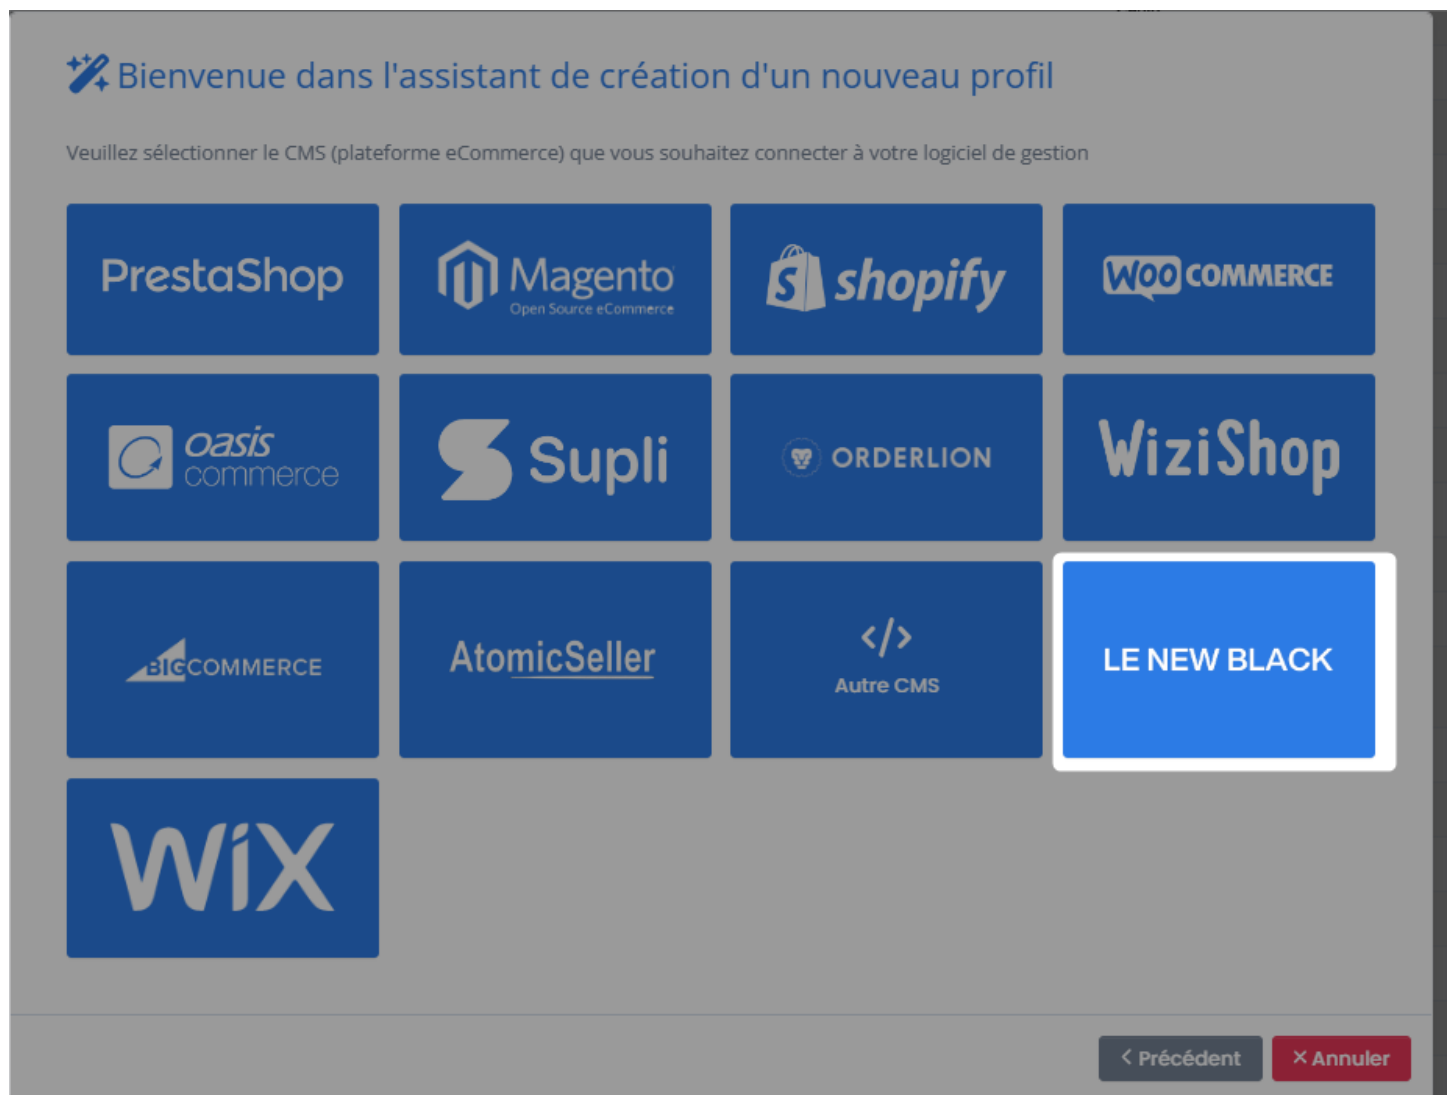 Bienvenue dans l'assistant de création d'un nouveau profil
Veuillez sélectionner le CMS (plateforme eCommerce) que vous souhaitez connecter à votre logiciel de gestion
PrestaShop
Magento
Open Source eCommerce
shopify
WOO COMMERCE
oasis
commerce
Supli
ORDERLION
WiziShop
BIGCOMMERCE
AtomicSeller
</>
Autre CMS
LE NEW BLACK
WiX
Précédent
Annuler